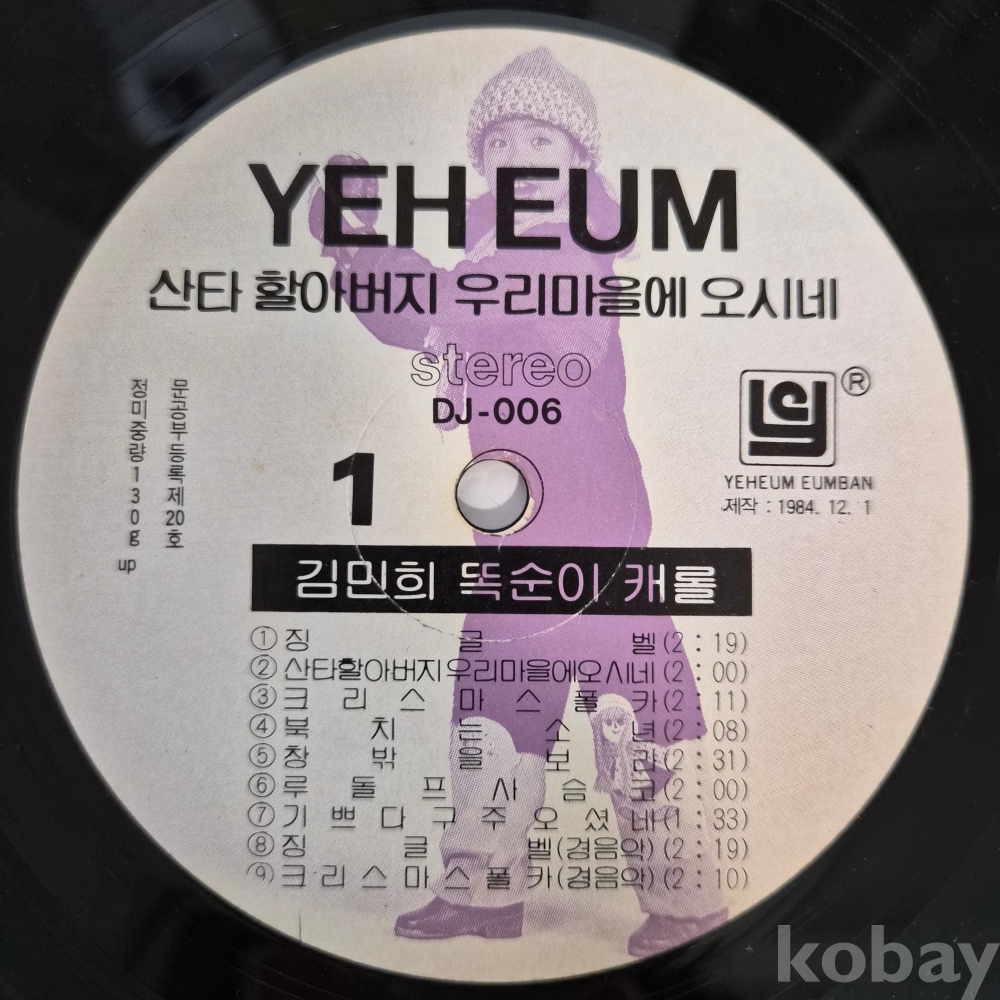 YEH EUM
산타 할아버지 우리마을에 오시네
stereo
DJ-006
®
YEHEUM EUMBAN
제작 : 1984. 12. 1
문공부등록제20호
정미중량130g up
1
김민희 똑순이 캐롤
① 징글벨 (2 : 19)
② 산타할아버지우리마을에오시네 (2 : 00)
③ 크리스마스폴카 (2 : 11)
④ 북치는소년 (2 : 08)
⑤ 창밖을보라 (2 : 31)
⑥ 루돌프사슴코 (2 : 00)
⑦ 기쁘다구주오셨네 (1 : 33)
⑧ 징글벨(경음악) (2 : 19)
⑨ 크리스마스폴카(경음악) (2 : 10)
kobay